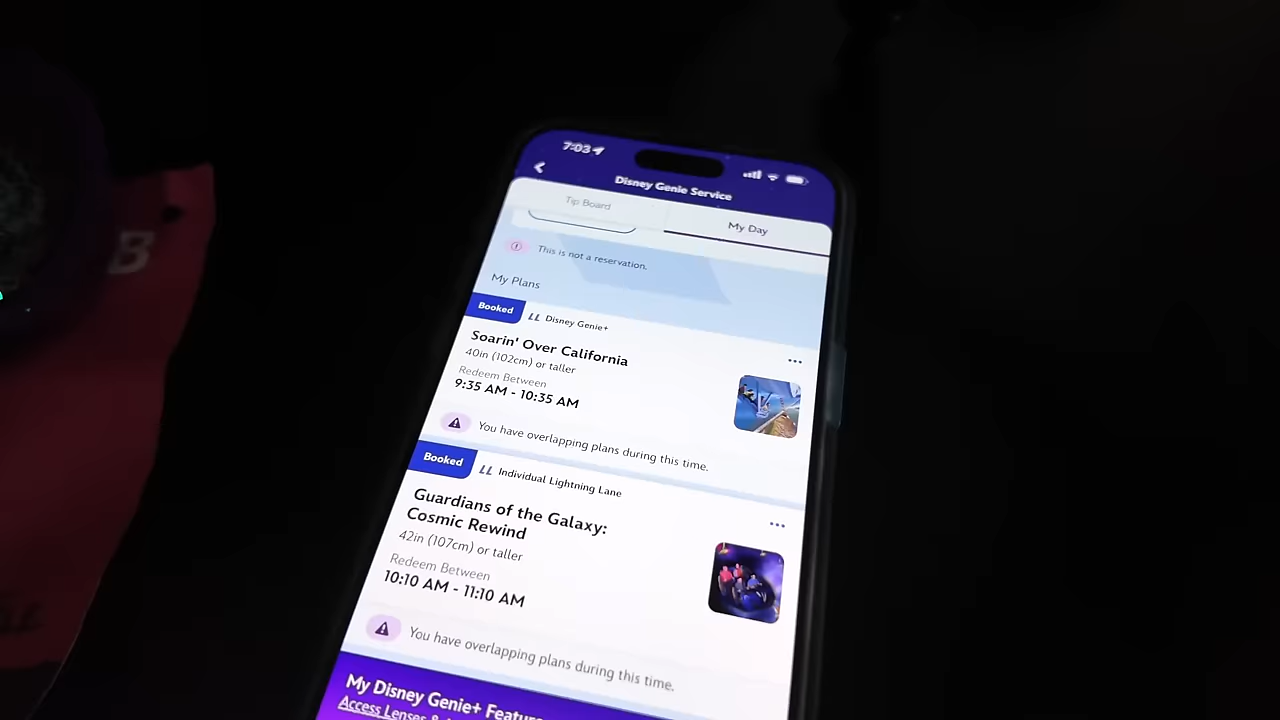 7:03
Disney Genie Service
Tip Board
My Day
This is not a reservation.
My Plans
Booked
LL Disney Genie+
Soarin' Over California
40in (102cm) or taller
Redeem Between
9:35 AM - 10:35 AM
You have overlapping plans during this time.
Booked
LL Individual Lightning Lane
Guardians of the Galaxy:
Cosmic Rewind
42in (107cm) or taller
Redeem Between
10:10 AM - 11:10 AM
You have overlapping plans during this time.
My Disney Genie+
Access Lenses
B